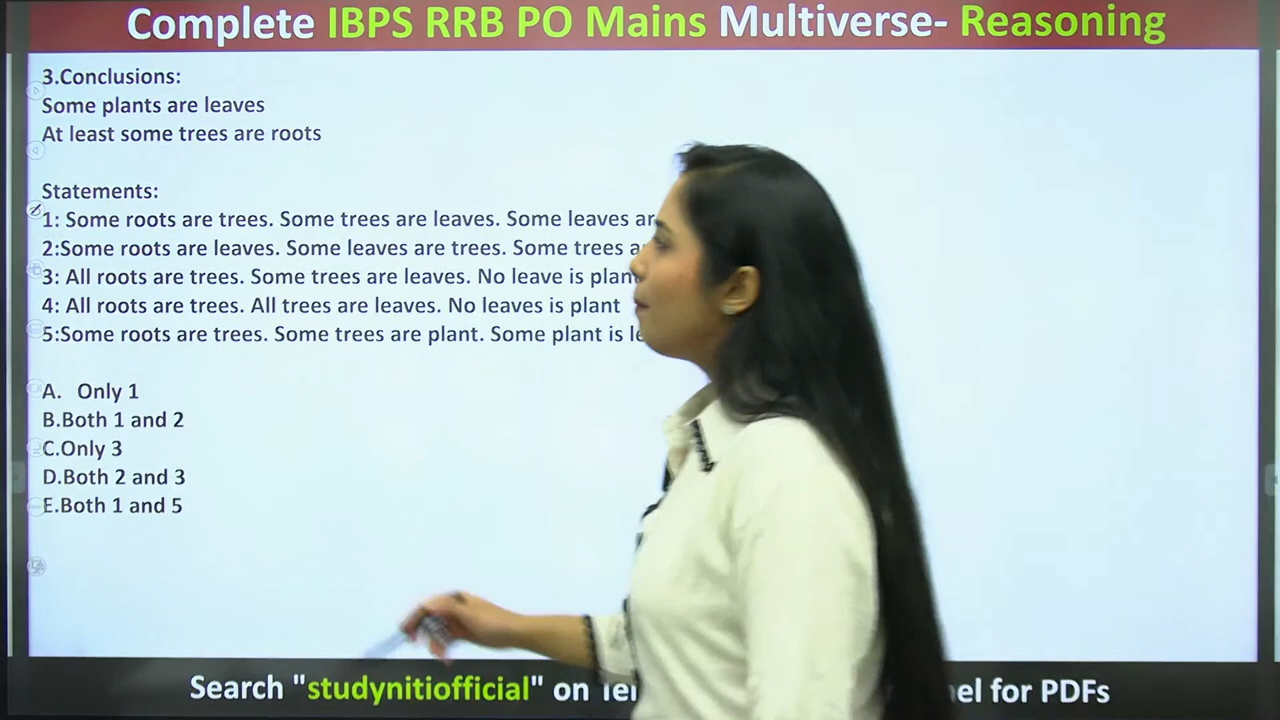 Complete IBPS RRB PO Mains Multiverse- Reasoning
3.Conclusions:
Some plants are leaves
At least some trees are roots
Statements:
1: Some roots are trees. Some trees are leaves. Some leaves
2:Some roots are leaves. Some leaves are trees. Some trees
3: All roots are trees. Some trees are leaves. No leave is
4: All roots are trees. All trees are leaves. No leaves is plant
5:Some roots are trees. Some trees are plant. Some plant is
A. Only 1
B.Both 1 and 2
C.Only 3
D.Both 2 and 3
E.Both 1 and 5
Search "studynitiofficial" on for PDFs